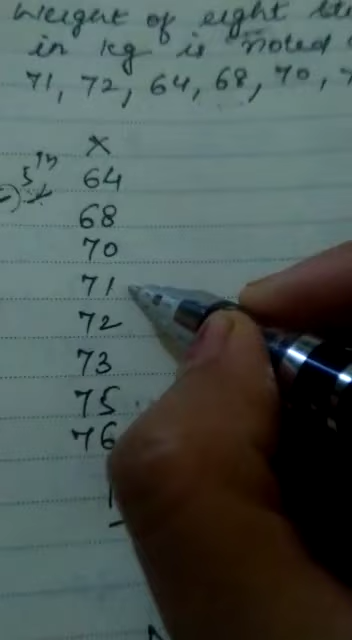 Weight of eight
in kg is noted
71, 72, 64, 68, 70,
X
64
68
70
71
72
73
75
76